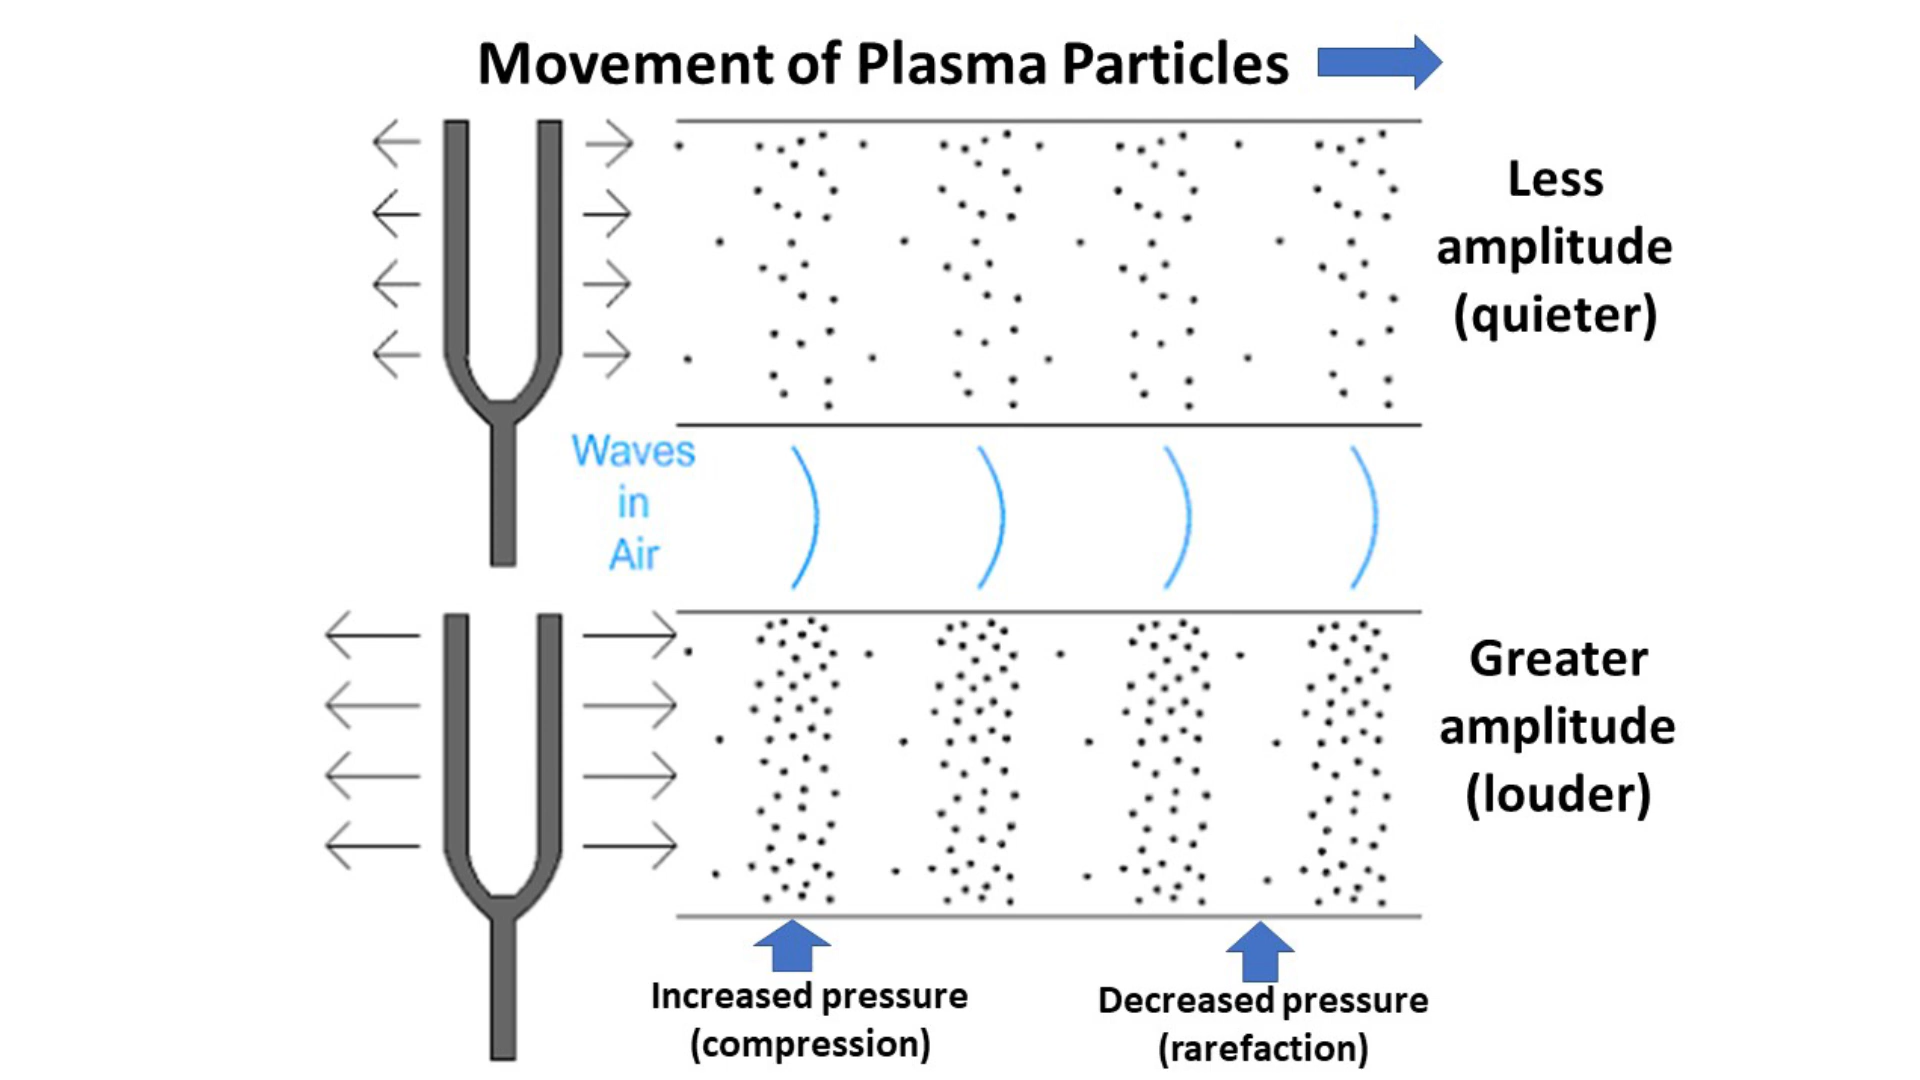 Movement of Plasma Particles
Less
amplitude
(quieter)
Waves
in
Air
Greater
amplitude
(louder)
Increased pressure
(compression)
Decreased pressure
(rarefaction)